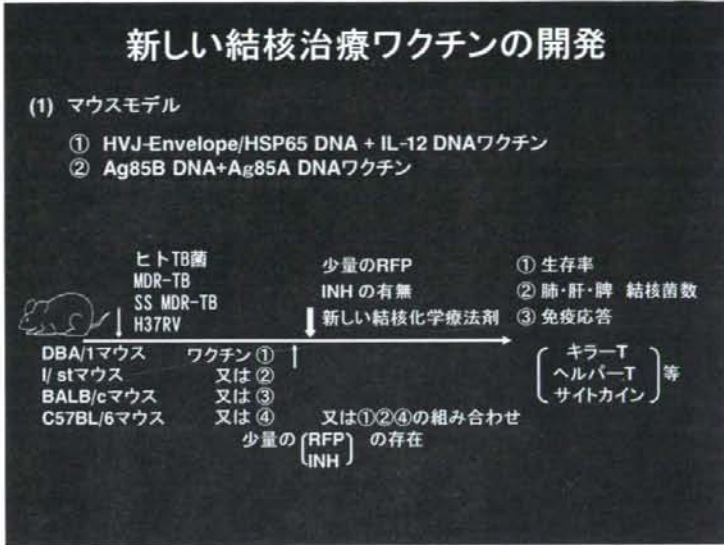 新しい結核治療ワクチンの開発
(1) マウスモデル
① HVJ-Envelope/HSP65 DNA + IL-12 DNAワクチン
② Ag85B DNA+Ag85A DNAワクチン
ヒトTB菌
MDR-TB
SS MDR-TB
H37RV
少量のRFP
INH の有無
新しい結核化学療法剤
① 生存率
② 肺・肝・脾 結核菌数
③ 免疫応答
DBA/1マウス
I/ stマウス
BALB/cマウス
C57BL/6マウス
ワクチン ①
又は ②
又は ③
又は ④
又は①②④の組み合わせ
少量の(RFP INH)の存在
キラーT
ヘルパーT
サイトカイン
等